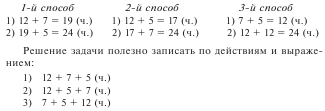 1-й способ 2-й способ 3-й способ
1) 12 + 7 = 19 (ч.) 1) 12 + 5 = 17 (ч.) 1) 7 + 5 = 12 (ч.)
2) 19 + 5 = 24 (ч.) 2) 17 + 7 = 24 (ч.) 2) 12 + 12 = 24 (ч.)
Решение задачи полезно записать по действиям и выраже-
нием:
1) 12 + 7 + 5 (ч.)
2) 12 + 5 + 7 (ч.)
3) 7 + 5 + 12 (ч.)